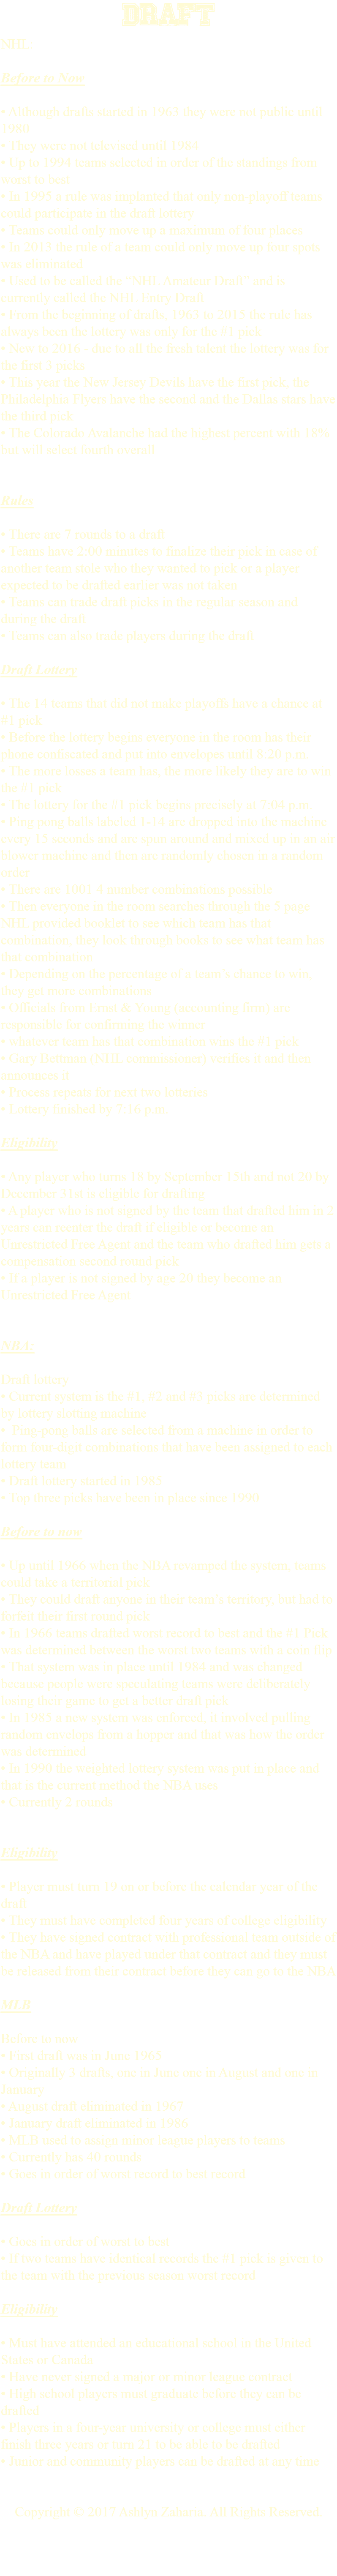 DRAFT
NHL:
Before to Now
• Although drafts started in 1963 they were not public until
1980
• They were not televised until 1984
• Up to 1994 teams selected in order of the standings from
worst to best
• In 1995 a rule was implanted that only non-playoff teams
could participate in the draft lottery
• Teams could only move up a maximum of four places
• In 2013 the rule of a team could only move up four spots
was eliminated
• Used to be called the "NHL Amateur Draft" and is
currently called the NHL Entry Draft
• From the beginning of drafts, 1963 to 2015 the rule has
always been the lottery was only for the #1 pick
• New to 2016 - due to all the fresh talent the lottery was for
the first 3 picks
• This year the New Jersey Devils have the first pick, the
Philadelphia Flyers have the second and the Dallas stars have
the third pick
• The Colorado Avalanche had the highest percent with 18%
but will select fourth overall
Rules
• There are 7 rounds in a draft
• Teams have 2:00 minutes to finalize their pick in case of
another team stole who they wanted to pick or a player
expected to be drafted earlier was not taken
• Teams can trade draft picks in the regular season and
during the draft
• Teams can also trade players during the draft
Draft Lottery
• The 14 teams that did not make playoffs have a chance at
#1 pick
• Before the lottery begins everyone in the room has their
phone confiscated and put into envelopes until 8:20 p.m.
• The more losses a team has, the more likely they are to win
the #1 pick
• The lottery for the #1 pick begins precisely at 7:04 p.m.
• Ping pong balls labeled 1-14 are dropped into the machine
every 15 seconds and are spun around and mixed up in an air
blower machine and then are randomly chosen in a random
order
• There are 1001 4 number combinations possible
• Then everyone in the room searches through the 5 page
NHL-provided booklet to see which team has that
combination, they look through books to see what team has
that combination
• Depending on the percentage of a team's chance to win,
they get more combinations
• Officials from Ernst & Young (accounting firm) are
responsible for confirming the winner
• whatever team has that combination wins the #1 pick
• Gary Bettman (NHL commissioner) verifies it and then
announces it
• Process repeats for next two lotteries
• Lottery finished by 7:16 p.m.
Eligibility
• Any player who turns 18 by September 15th and not 20 by
December 31st is eligible for drafting
• A player who is not signed by the team that drafted him in 2
years can reenter the draft if eligible or become an
Unrestricted Free Agent and the team who drafted him gets a
compensation second round pick
• If a player is not signed by age 20 they become an
Unrestricted Free Agent
NBA:
Draft lottery
• Current system is the #1, #2 and #3 picks are determined
by lottery slotting machine
• Ping-pong balls are selected from a machine in order to
form four-digit combinations that have been assigned to each
lottery team
• Draft lottery started in 1985
• Top three picks have been in place since 1990
Before to now
• Up until 1966 when the NBA revamped the system, teams
could take a territorial pick
• They could draft anyone in their team's territory, but had to
forfeit their first round pick
• In 1966 teams drafted worst record to best and the #1 Pick
was determined between the worst two teams with a coin flip
• That system was in place until 1984 and was changed
because people were speculating teams were deliberately
losing their game to get a better draft pick
• In 1985 a new system was enforced, it involved pulling
random envelops from a hopper and that was how the order
was determined
• In 1990 the weighted lottery system was put in place and
that is the current method the NBA uses
• Currently 2 rounds
Eligibility
• Player must turn 19 on or before the calendar year of the
draft
• They must have completed four years of college eligibility
• They have signed contract with professional team outside of
the NBA and have played under that contract and they must
be released from their contract before they can go to the NBA
MLB
Before to now
• First draft was in June 1965
• Originally 3 drafts, one in June one in August and one in
January
• August draft eliminated in 1967
• January draft eliminated in 1986
• MLB used to assign minor league players to teams
• Currently has 40 rounds
• Goes in order of worst record to best record
Draft Lottery
• Goes in order of worst to best
• If two teams have identical records the #1 pick is given to
the team with the previous season worst record
Eligibility
• Must have attended an educational school in the United
States or Canada
• Have never signed a major or minor league contract
• High school players must graduate before they can be
drafted
• Players in a four-year university or college must either
finish three years or turn 21 to be able to be drafted
• Junior and community players can be drafted at any time
Copyright © 2017 Ashlyn Zukerta. All Rights Reserved